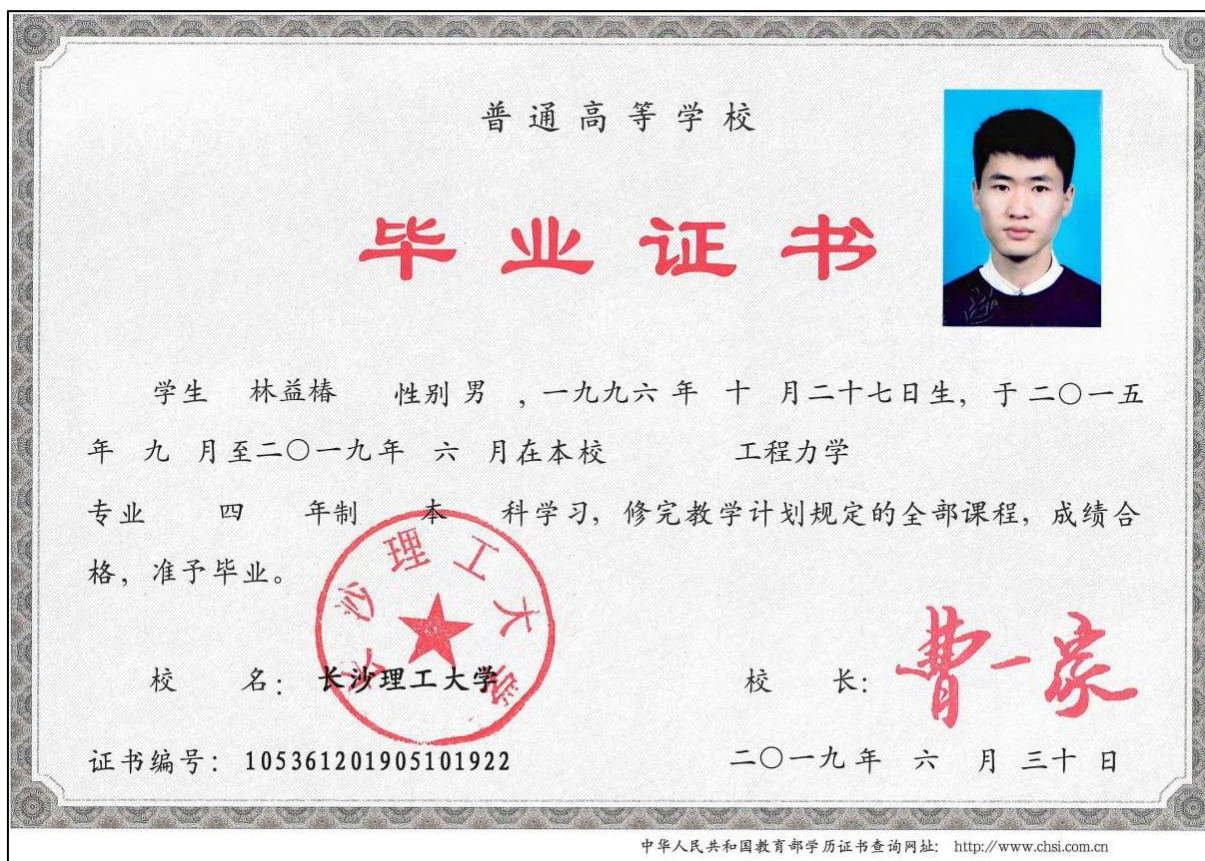 普通高等学校
毕业证书
学生 林益椿 性别 男 ，一九九六 年 十 月二十七日生，于 二〇一五
年 九 月至二〇一九年 六 月在本校 工程力学
专业 四 年制 本 科学习，修完教学计划规定的全部课程，成绩合
格，准予毕业。
长沙理工大学
校 名：长沙理工大学
校 长：曹一家
证书编号：105361201905101922
二〇一九年 六 月 三十 日
中华人民共和国教育部学历证书查询网址： http://www.chsi.com.cn